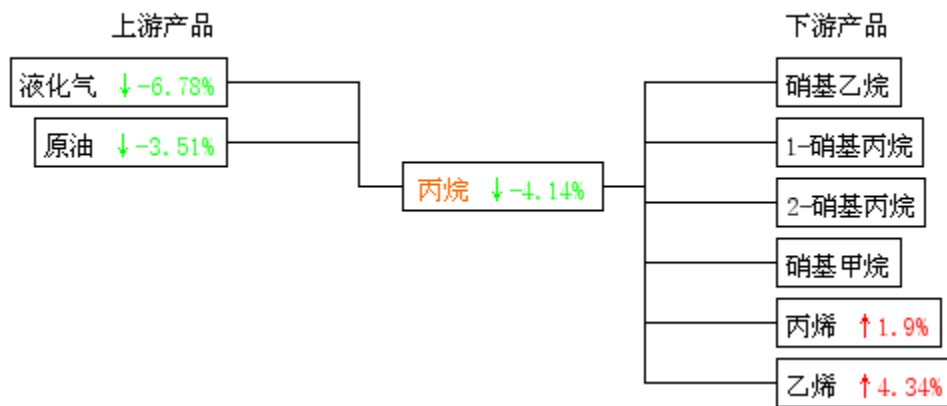 上游产品
下游产品
液化气 ↓-6.78%
原油 ↓-3.51%
丙烷 ↓-4.14%
硝基乙烷
1-硝基丙烷
2-硝基丙烷
硝基甲烷
丙烯 ↑1.9%
乙烯 ↑4.34%